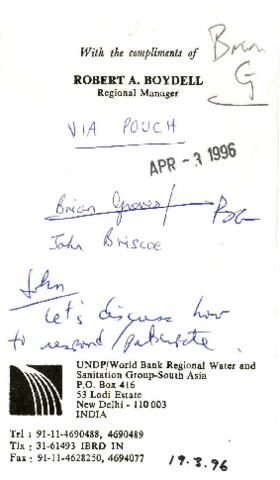 With the compliments of
Brian
G
ROBERT A. BOYDELL
Regional Manager
VIA POUCH
APR - 3 1996
Brian Grover/
John Briscoe
John
Let's discuss how
to respond/participate.
UNDP/World Bank Regional Water and
Sanitation Group-South Asia
P.O. Box 416
53 Lodi Estate
New Delhi - 110 003
INDIA
Tel : 91-11-4690488, 4690489
Tlx : 31-61493 IBRD IN
Fax : 91-11-4628250, 4694077
19.3.96